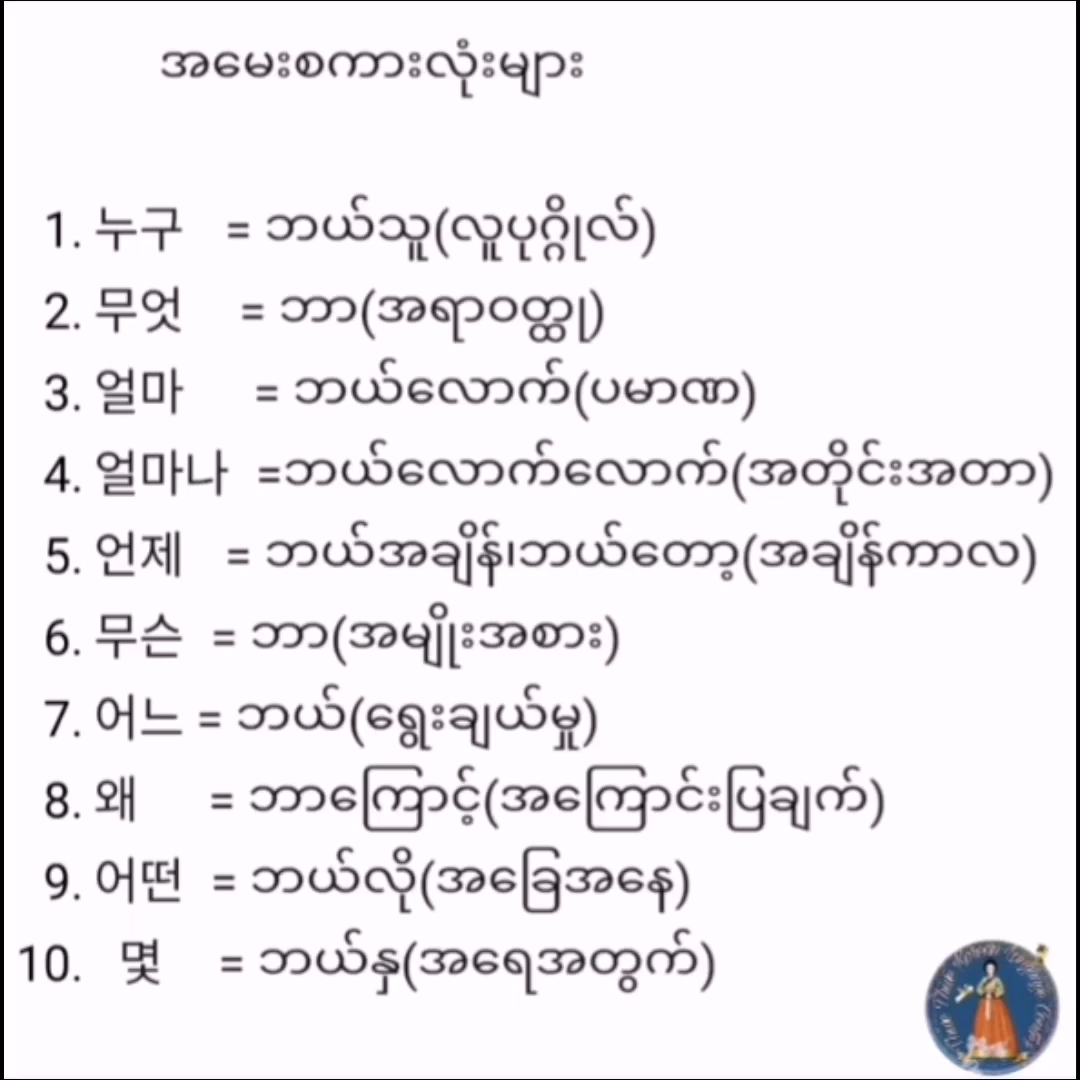 အမေးစကားလုံးများ
1. 누구 = ဘယ်သူ(လူပုဂ္ဂိုလ်)
2. 무엇 = ဘာ(အရာဝတ္ထု)
3. 얼마 = ဘယ်လောက်(ပမာဏ)
4. 얼마나 =ဘယ်လောက်လောက်(အတိုင်းအတာ)
5. 언제 = ဘယ်အချိန်၊ဘယ်တော့(အချိန်ကာလ)
6. 무슨 = ဘာ(အမျိုးအစား)
7. 어느 = ဘယ်(ရွေးချယ်မှု)
8. 왜 = ဘာကြောင့်(အကြောင်းပြချက်)
9. 어떤 = ဘယ်လို(အခြေအနေ)
10. 몇 = ဘယ်နှ(အရေအတွက်)